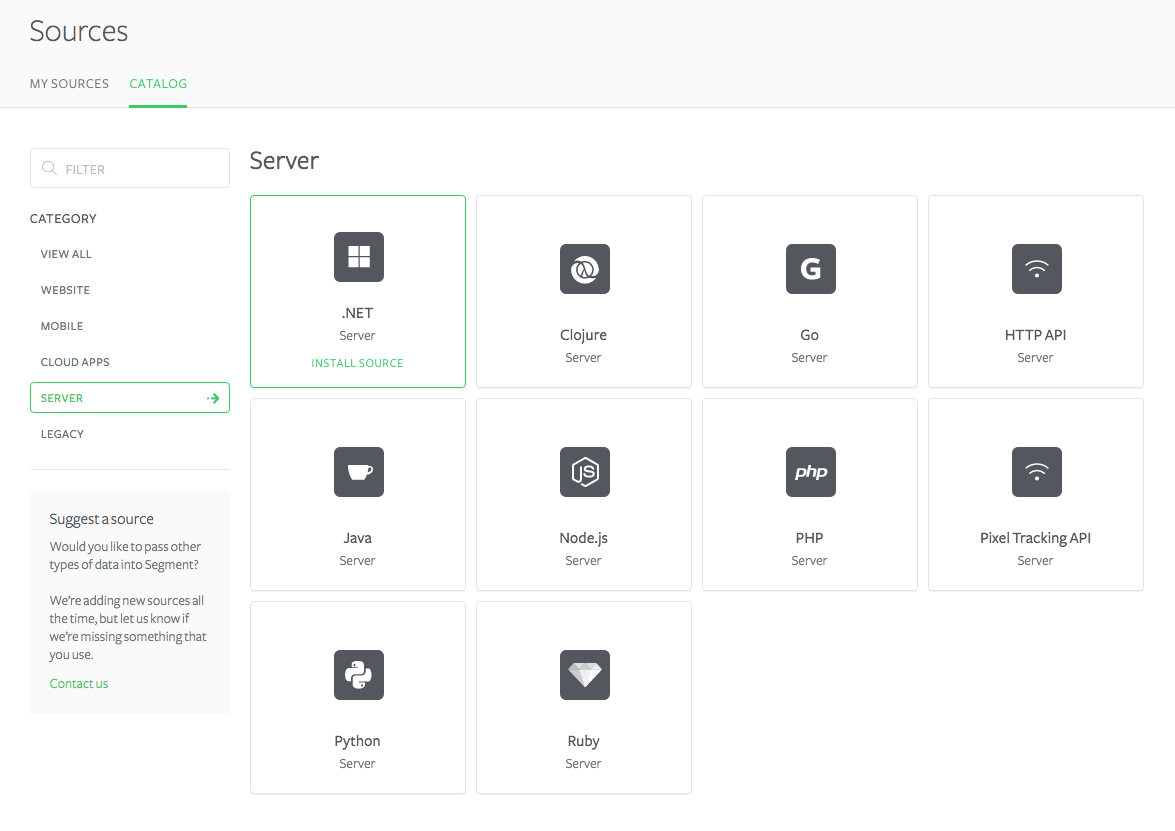 Sources
MY SOURCES
CATALOG
FILTER
CATEGORY
VIEW ALL
WEBSITE
MOBILE
CLOUD APPS
SERVER
LEGACY
Suggest a source
Would you like to pass other
types of data into Segment?
We're adding new sources all
the time, but let us know if
we're missing something that
you use.
Contact us
Server
.NET
Server
INSTALL SOURCE
Clojure
Server
G
Go
Server
HTTP API
Server
Java
Server
JS
Node.js
Server
php
PHP
Server
Pixel Tracking API
Server
Python
Server
Ruby
Server